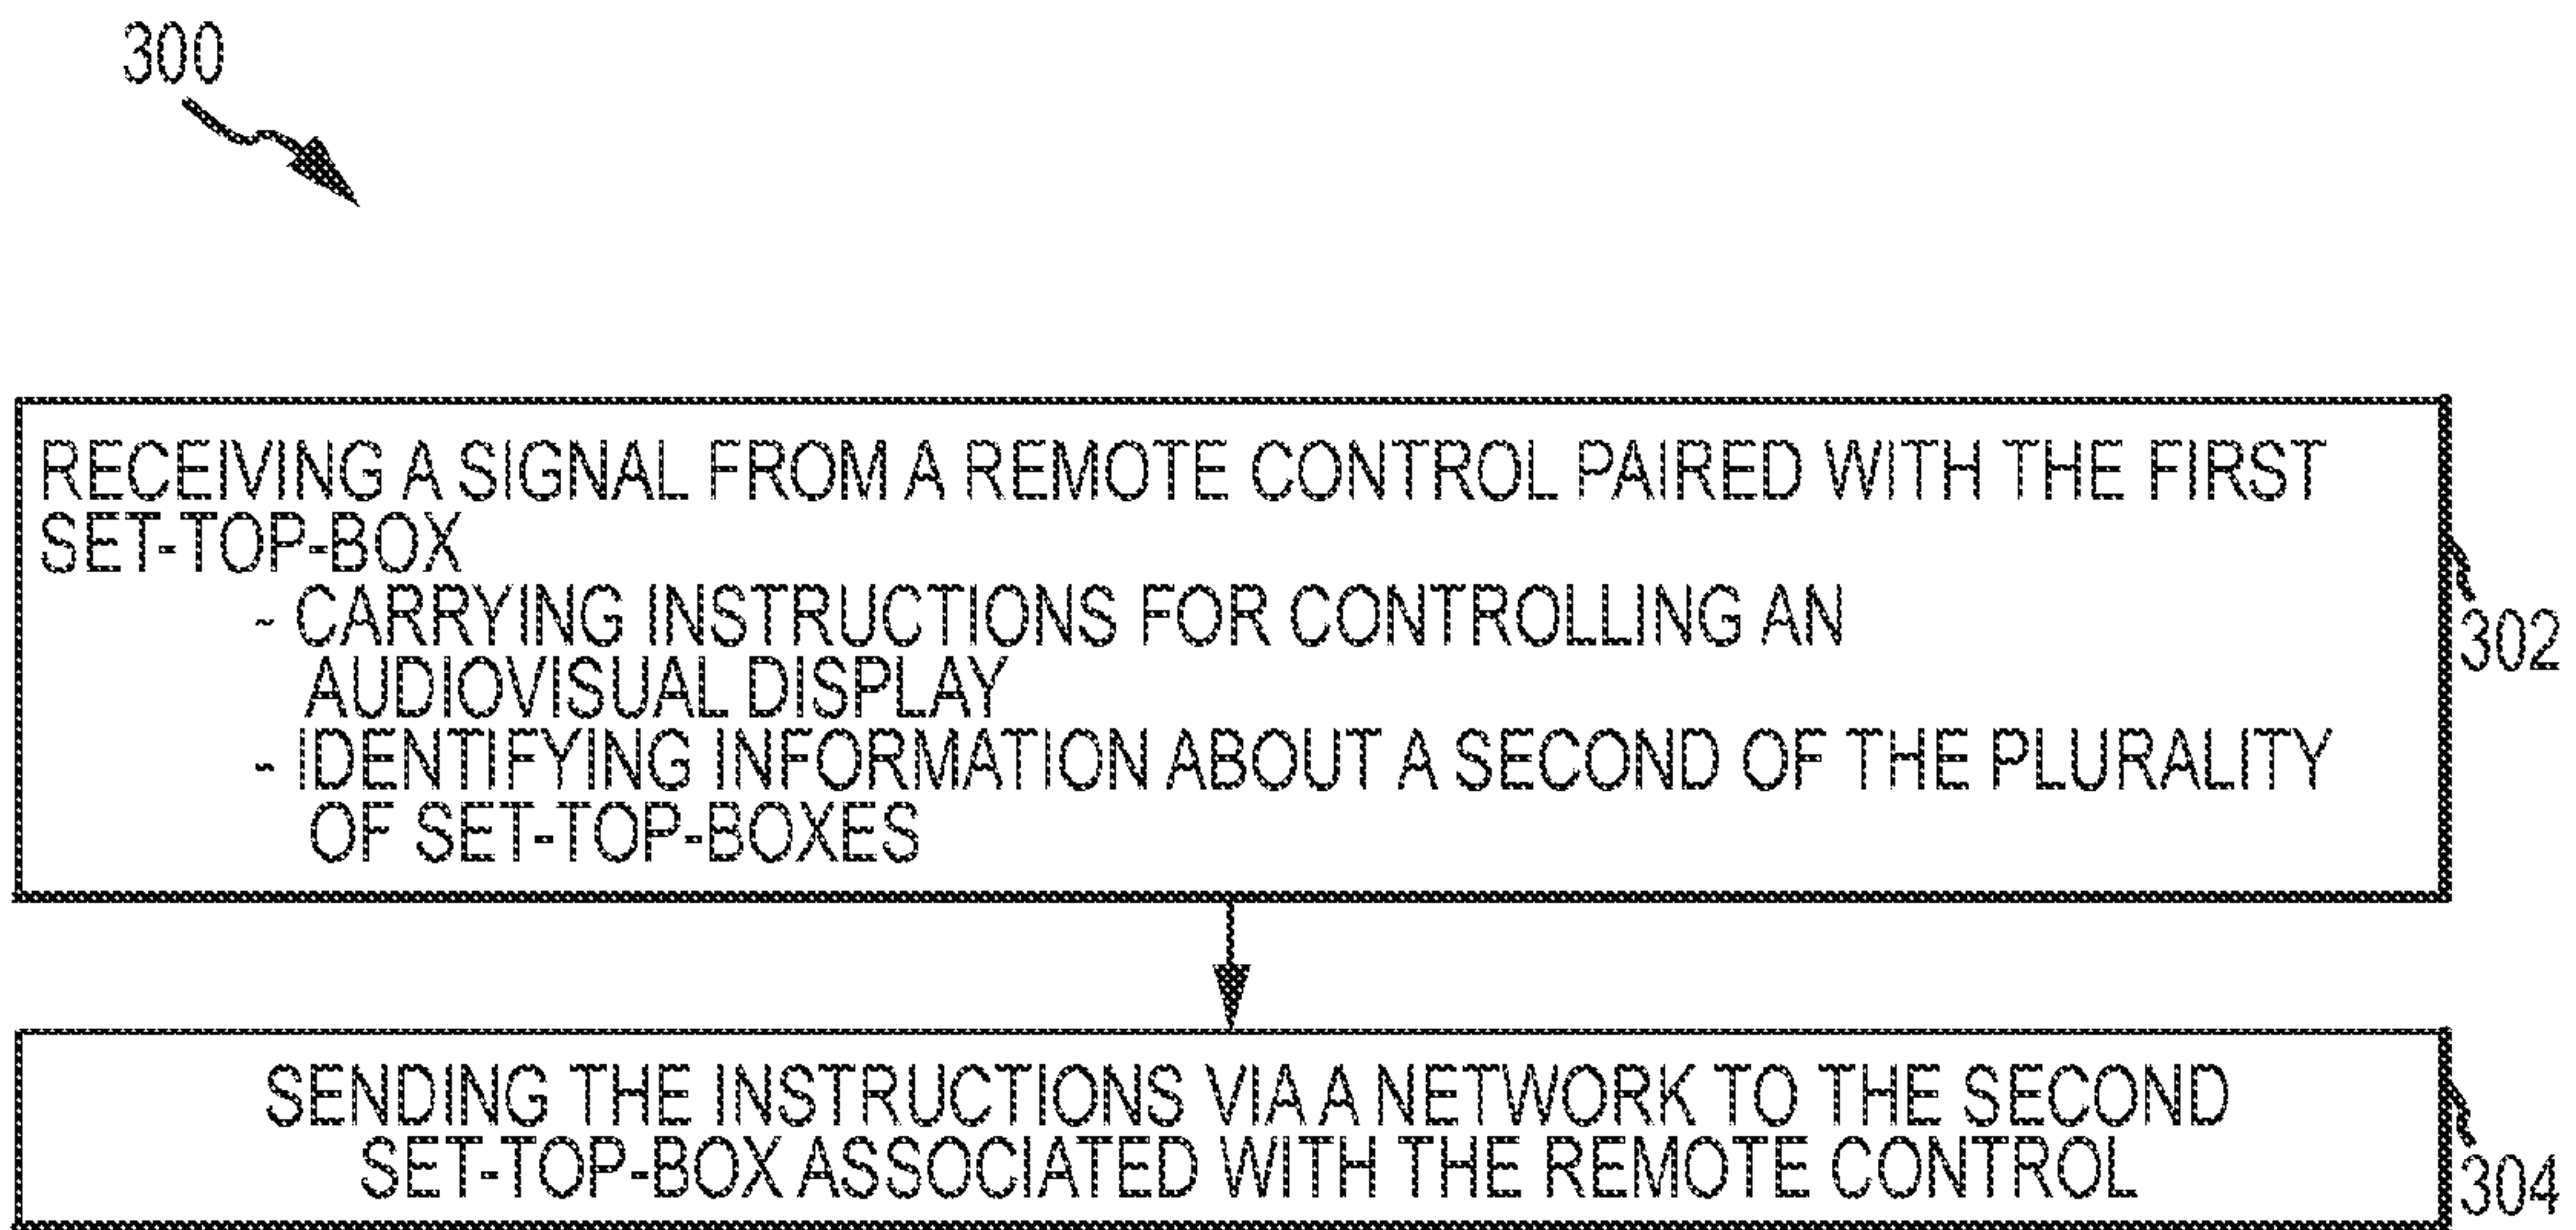 300
RECEIVING A SIGNAL FROM A REMOTE CONTROL PAIRED WITH THE FIRST
SET-TOP-BOX
- CARRYING INSTRUCTIONS FOR CONTROLLING AN
AUDIOVISUAL DISPLAY
- IDENTIFYING INFORMATION ABOUT A SECOND OF THE PLURALITY
OF SET-TOP-BOXES
302
SENDING THE INSTRUCTIONS VIA A NETWORK TO THE SECOND
SET-TOP-BOX ASSOCIATED WITH THE REMOTE CONTROL
304